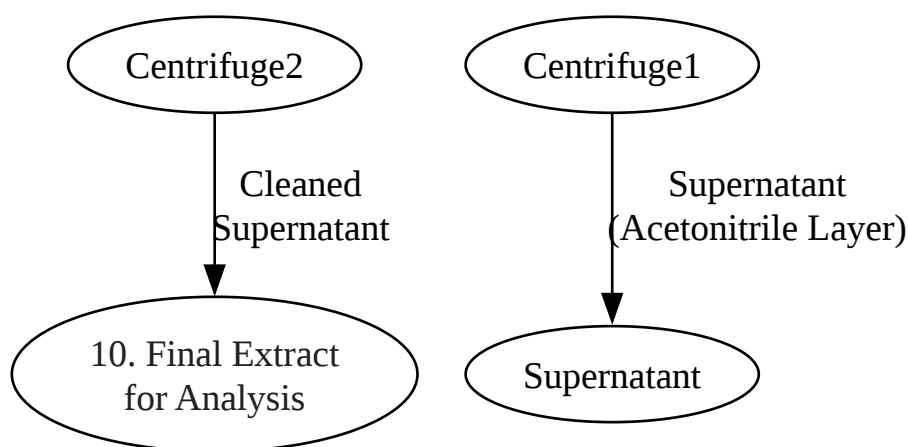 Centrifuge2
Centrifuge1
Cleaned
Supernatant
Supernatant
(Acetonitrile Layer)
10. Final Extract
for Analysis
Supernatant